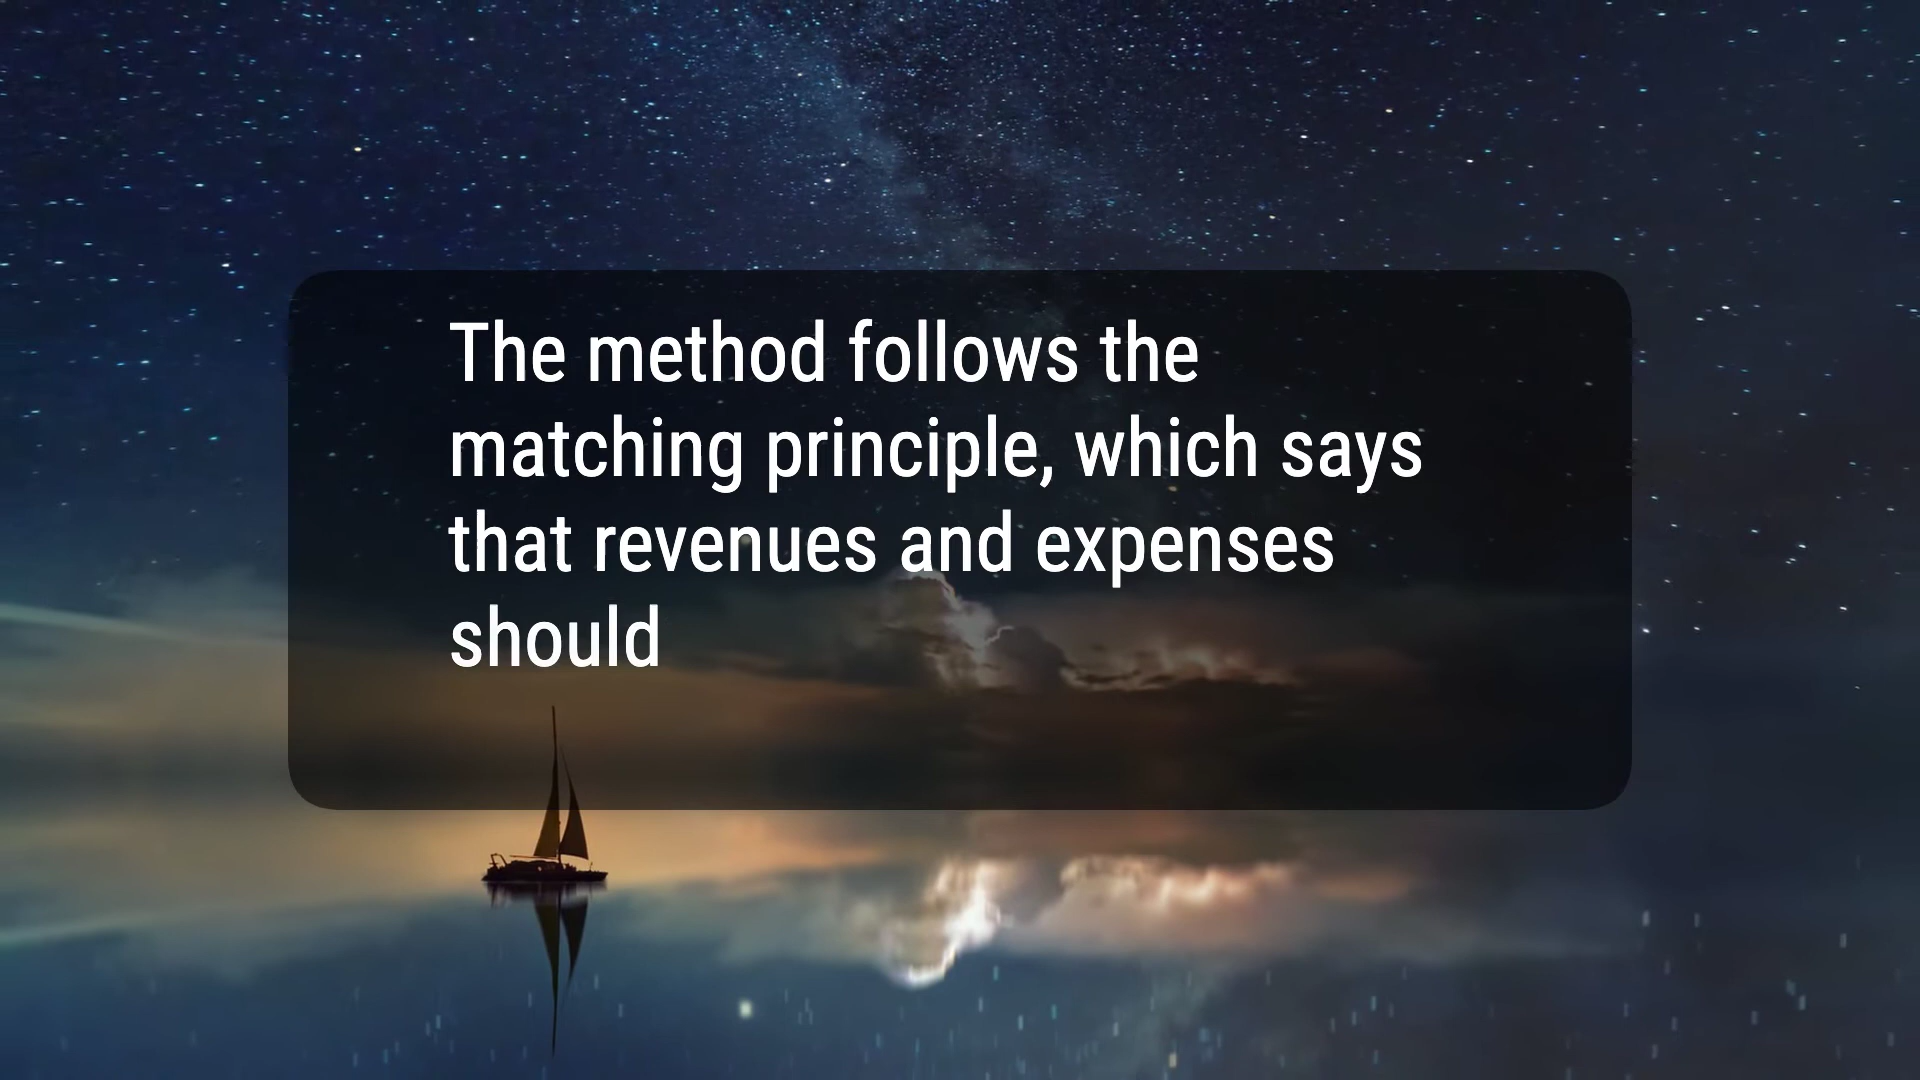 The method follows the
matching principle, which says
that revenues and expenses
should